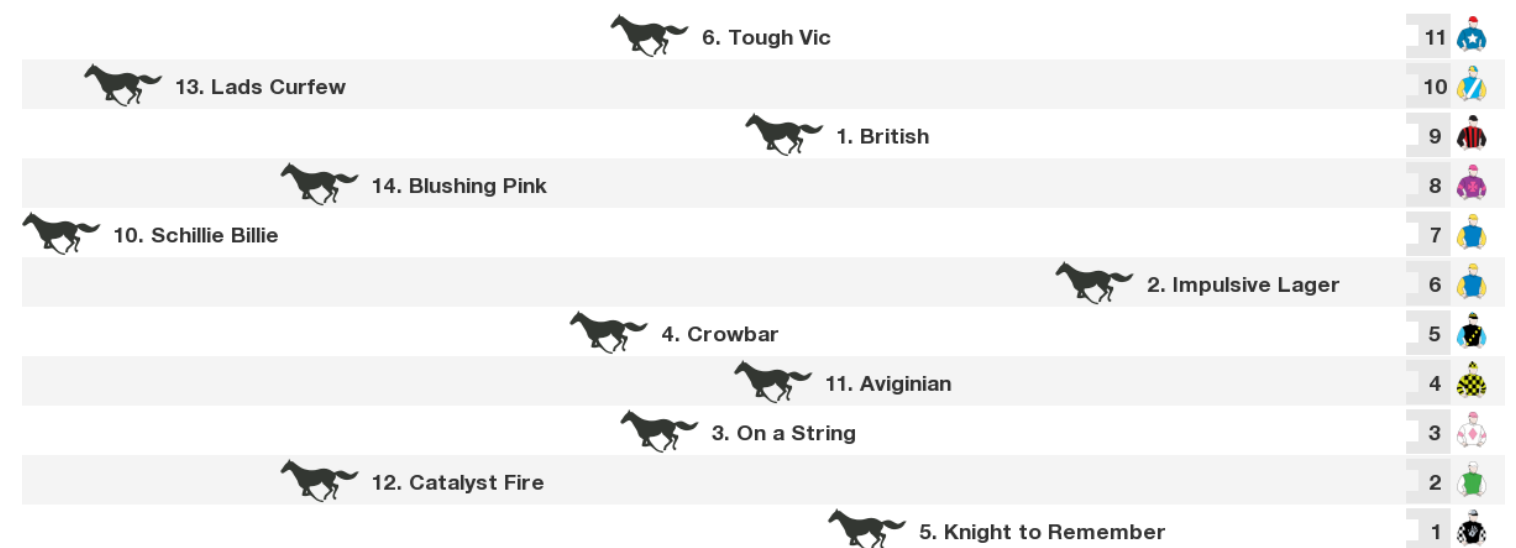 6. Tough Vic 11
13. Lads Curfew 10
1. British 9
14. Blushing Pink 8
10. Schillie Billie 7
2. Impulsive Lager 6
4. Crowbar 5
11. Aviginian 4
3. On a String 3
12. Catalyst Fire 2
5. Knight to Remember 1